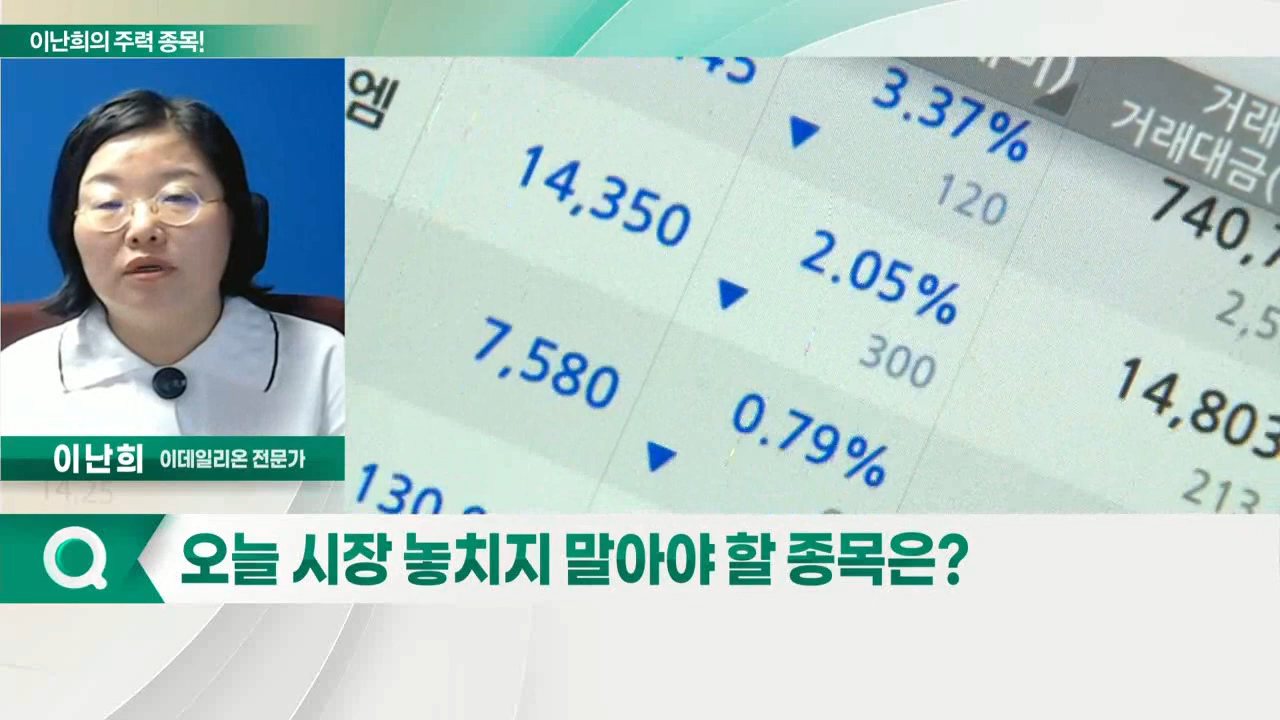 이난희의 주력 종목!
엠
3.37%
거래
거래대금(
120
740,
14,350
2.05%
2,5
300
7,580
14,803
0.79%
213
130
이난희 이데일리온 전문가
14,25
오늘 시장 놓치지 말아야 할 종목은?